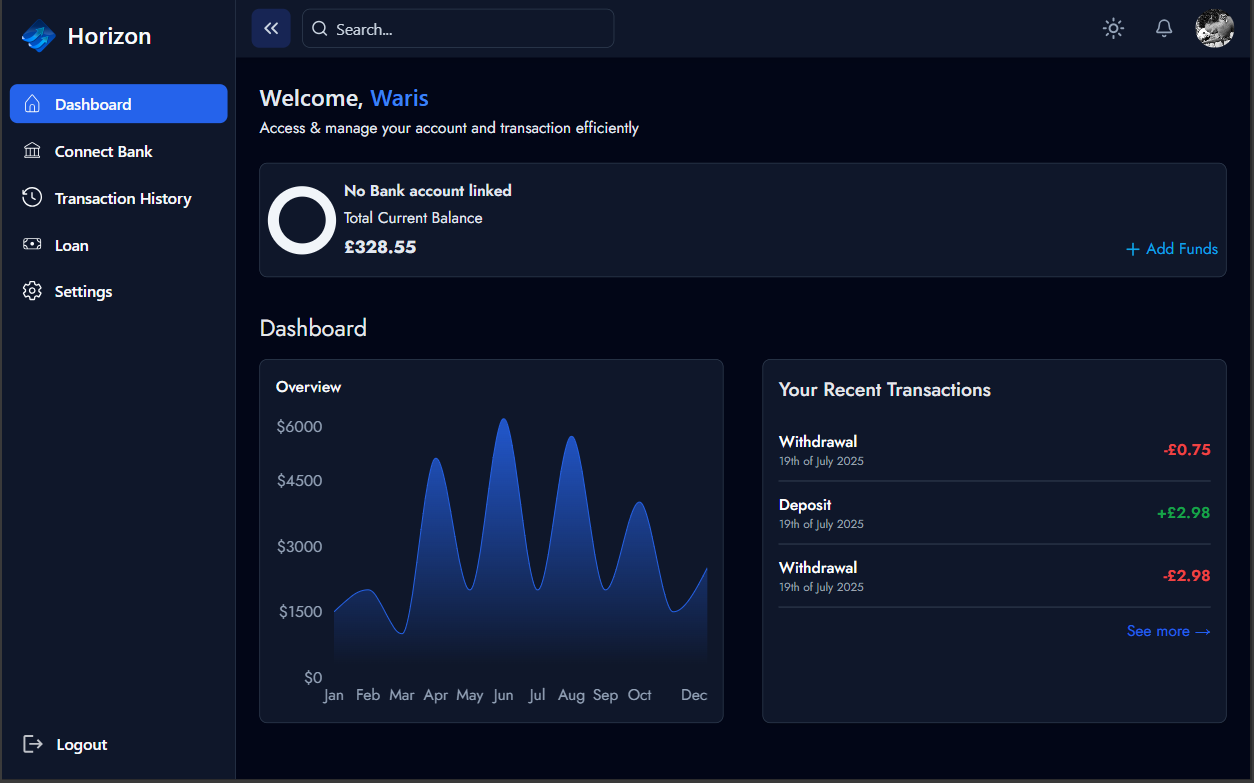 Horizon
Search...
Dashboard
Connect Bank
Transaction History
Loan
Settings
Logout
Welcome, Waris
Access & manage your account and transaction efficiently
No Bank account linked
Total Current Balance
£328.55
+ Add Funds
Dashboard
Overview
$6000
$4500
$3000
$1500
$0
Jan Feb Mar Apr May Jun Jul Aug Sep Oct Dec
Your Recent Transactions
Withdrawal
19th of July 2025
-£0.75
Deposit
19th of July 2025
+£2.98
Withdrawal
19th of July 2025
-£2.98
See more →